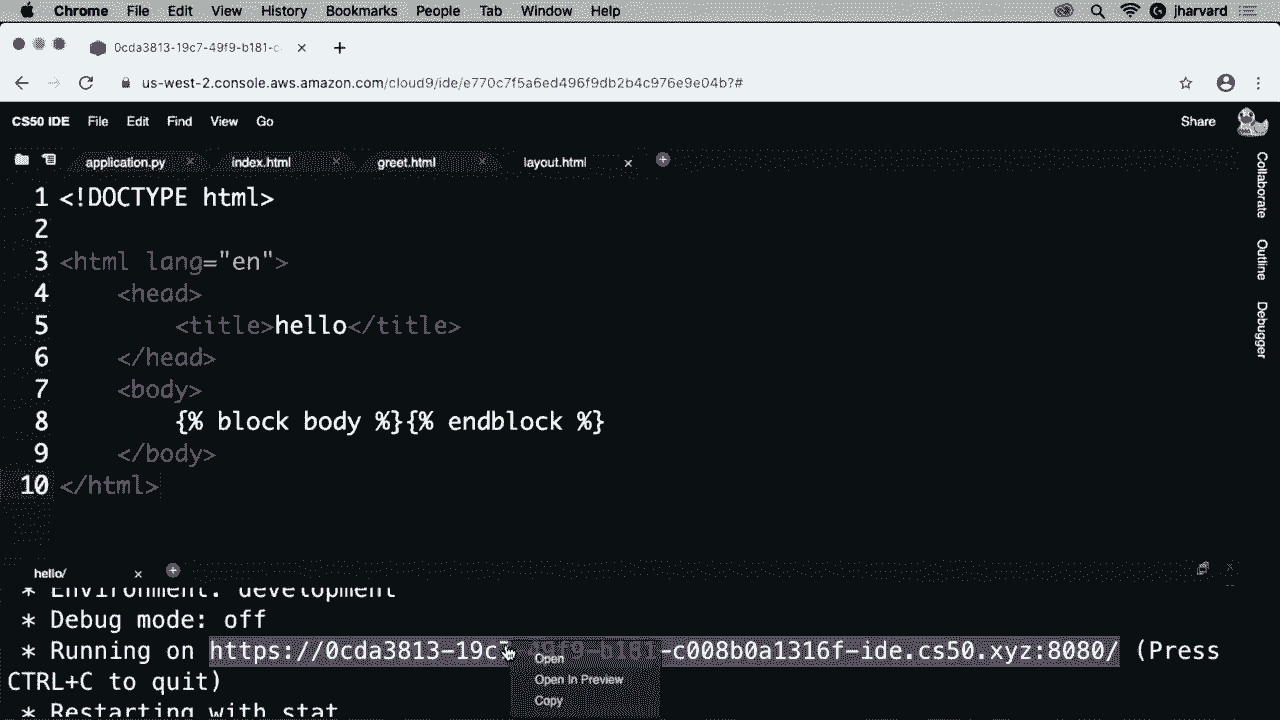 Chrome File Edit View History Bookmarks People Tab Window Help jharvard
0cda3813-19c7-49f9-b181-c
us-west-2.console.aws.amazon.com/cloud9/ide/e770c7f5a6ed496f9db2b4c976e9e04b?#
CS50 IDE File Edit Find View Go Share
application.py index.html greet.html layout.html
Collaborate
Outline
Debugger
1 <!DOCTYPE html>
2
3 <html lang="en">
4 <head>
5 <title>hello</title>
6 </head>
7 <body>
8 {% block body %}{% endblock %}
9 </body>
10 </html>
hello/
* Environment: development
* Debug mode: off
* Running on https://0cda3813-19c7-49f9-b181-c008b0a1316f-ide.cs50.xyz:8080/ (Press
CTRL+C to quit)
* Restarting with stat
Open
Open In Preview
Copy